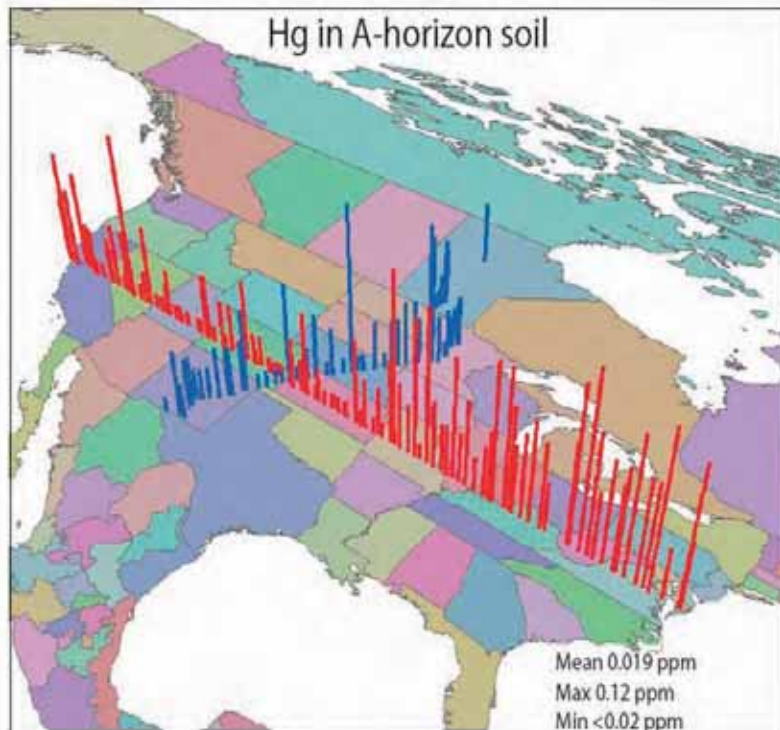 Hg in A-horizon soil
Mean 0.019 ppm
Max 0.12 ppm
Min <0.02 ppm